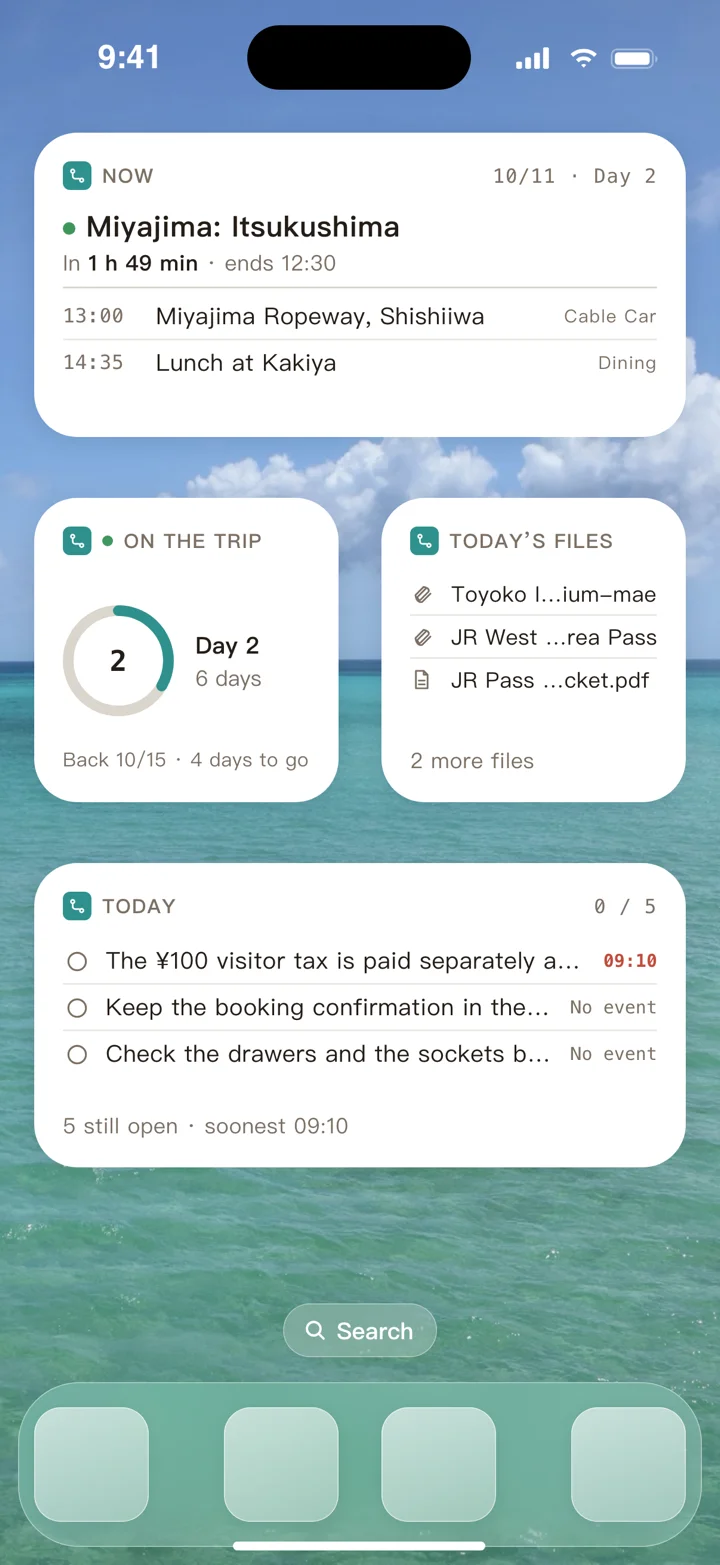 9:41
NOW
10/11 · Day 2
Miyajima: Itsukushima
In 1 h 49 min · ends 12:30
13:00 Miyajima Ropeway, Shishiiwa Cable Car
14:35 Lunch at Kakiya Dining
ON THE TRIP
2
Day 2
6 days
Back 10/15 · 4 days to go
TODAY’S FILES
Toyoko I…ium–mae
JR West …rea Pass
JR Pass …cket.pdf
2 more files
TODAY
0 / 5
The ¥100 visitor tax is paid separately a… 09:10
Keep the booking confirmation in the… No event
Check the drawers and the sockets b… No event
5 still open · soonest 09:10
Search